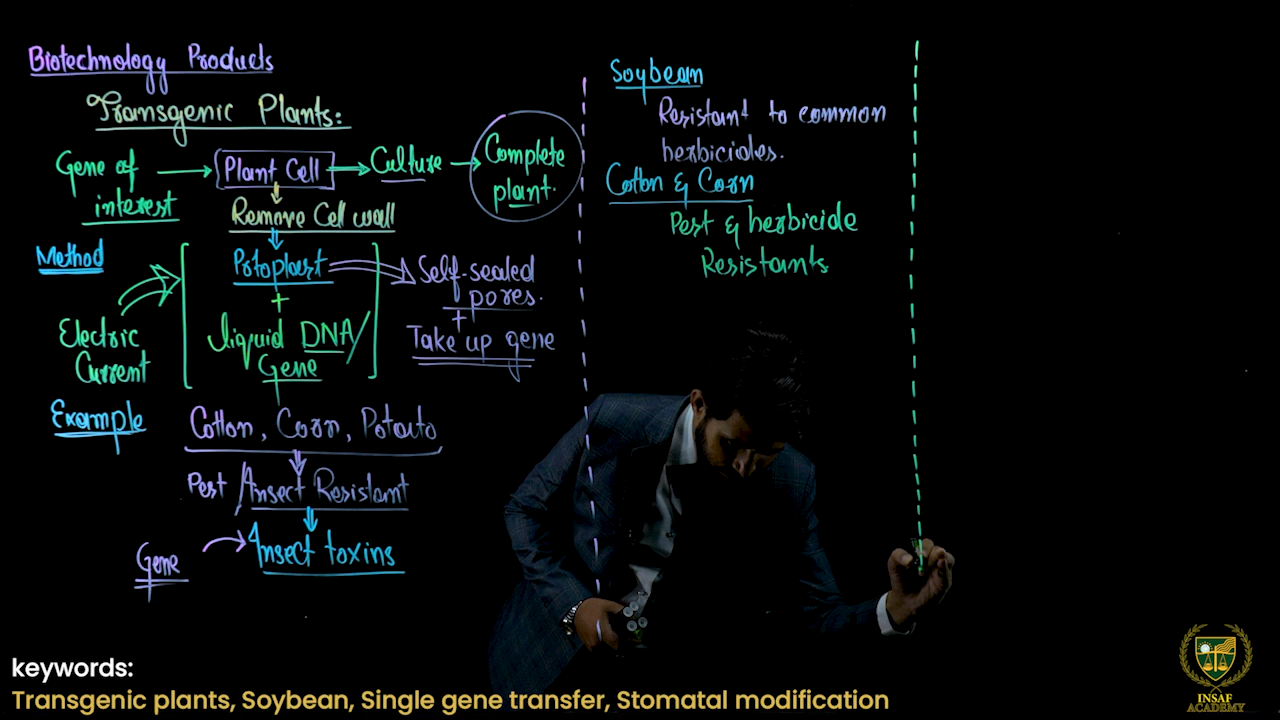 Biotechnology Products
Transgenic Plants:
Gene of interest → Plant Cell → Culture → Complete plant.
Remove Cell wall
Method
Protoplast
Self-sealed pores.
+
+
Take up gene
liquid DNA/
Gene
Electric
Current
Example
Cotton, Corn, Potato
Pest/Insect Resistant
Gene
Insect toxins
Soybean
Resistant to common
herbicides.
Cotton & Corn
Pest & herbicide
Resistants
keywords:
Transgenic plants, Soybean, Single gene transfer, Stomatal modification
INSAF
ACADEMY